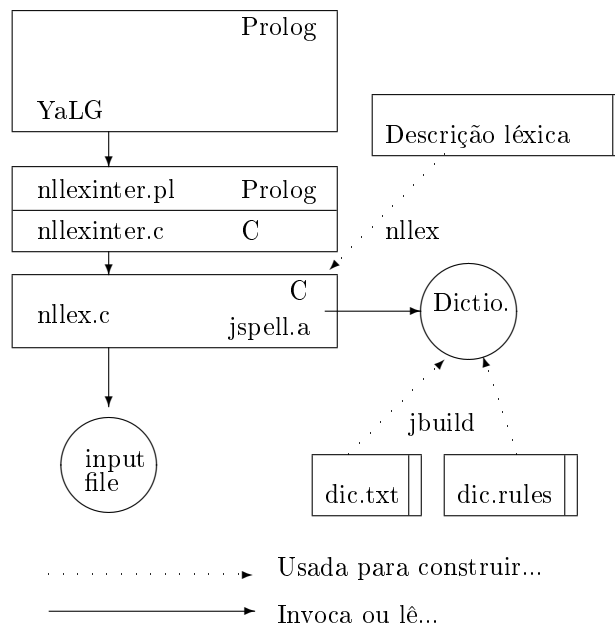 Prolog
YaLG
Descrição léxica
nllexinter.pl Prolog
nllexinter.c C
nllex
C
nllex.c
jspell.a
Dictio.
jbuild
input
file
dic.txt dic.rules
Usada para construir...
Invoca ou lê...